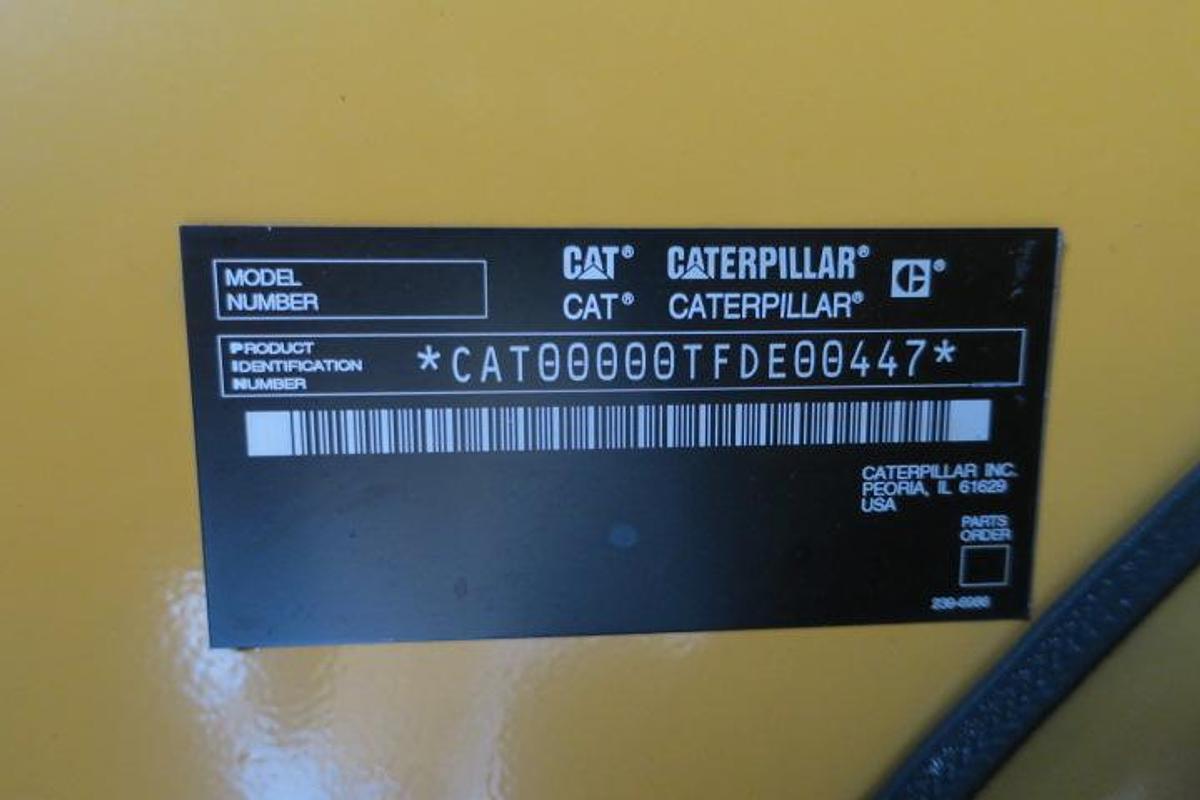 MODEL
NUMBER
CAT® CATERPILLAR®
CAT® CATERPILLAR®
PRODUCT
IDENTIFICATION
NUMBER
*CAT00000TFDE00447*
CATERPILLAR INC.
PEORIA, IL 61629
USA
PARTS
ORDER